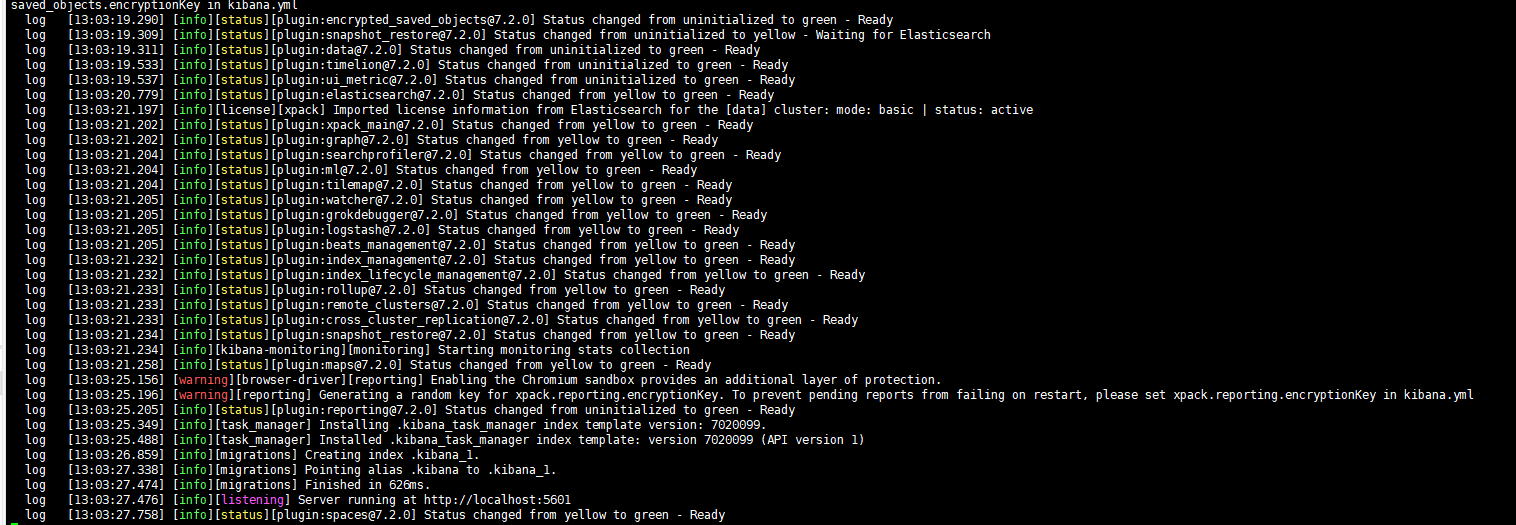 saved_objects.encryptionKey in kibana.yml
log [13:03:19.290] [info][status][plugin:encrypted_saved_objects@7.2.0] Status changed from uninitialized to green - Ready
log [13:03:19.309] [info][status][plugin:snapshot_restore@7.2.0] Status changed from uninitialized to yellow - Waiting for Elasticsearch
log [13:03:19.311] [info][status][plugin:data@7.2.0] Status changed from uninitialized to green - Ready
log [13:03:19.533] [info][status][plugin:timelion@7.2.0] Status changed from uninitialized to green - Ready
log [13:03:19.537] [info][status][plugin:ui_metric@7.2.0] Status changed from uninitialized to green - Ready
log [13:03:20.779] [info][status][plugin:elasticsearch@7.2.0] Status changed from yellow to green - Ready
log [13:03:21.197] [info][license][xpack] Imported license information from Elasticsearch for the [data] cluster: mode: basic | status: active
log [13:03:21.202] [info][status][plugin:xpack_main@7.2.0] Status changed from yellow to green - Ready
log [13:03:21.202] [info][status][plugin:graph@7.2.0] Status changed from yellow to green - Ready
log [13:03:21.204] [info][status][plugin:searchprofiler@7.2.0] Status changed from yellow to green - Ready
log [13:03:21.204] [info][status][plugin:ml@7.2.0] Status changed from yellow to green - Ready
log [13:03:21.204] [info][status][plugin:tilemap@7.2.0] Status changed from yellow to green - Ready
log [13:03:21.205] [info][status][plugin:watcher@7.2.0] Status changed from yellow to green - Ready
log [13:03:21.205] [info][status][plugin:grokdebugger@7.2.0] Status changed from yellow to green - Ready
log [13:03:21.205] [info][status][plugin:logstash@7.2.0] Status changed from yellow to green - Ready
log [13:03:21.205] [info][status][plugin:beats_management@7.2.0] Status changed from yellow to green - Ready
log [13:03:21.232] [info][status][plugin:index_management@7.2.0] Status changed from yellow to green - Ready
log [13:03:21.232] [info][status][plugin:index_lifecycle_management@7.2.0] Status changed from yellow to green - Ready
log [13:03:21.233] [info][status][plugin:rollup@7.2.0] Status changed from yellow to green - Ready
log [13:03:21.233] [info][status][plugin:remote_clusters@7.2.0] Status changed from yellow to green - Ready
log [13:03:21.233] [info][status][plugin:cross_cluster_replication@7.2.0] Status changed from yellow to green - Ready
log [13:03:21.234] [info][status][plugin:snapshot_restore@7.2.0] Status changed from yellow to green - Ready
log [13:03:21.234] [info][kibana-monitoring][monitoring] Starting monitoring stats collection
log [13:03:21.258] [info][status][plugin:maps@7.2.0] Status changed from yellow to green - Ready
log [13:03:25.156] [warning][browser-driver][reporting] Enabling the Chromium sandbox provides an additional layer of protection.
log [13:03:25.196] [warning][reporting] Generating a random key for xpack.reporting.encryptionKey. To prevent pending reports from failing on restart, please set xpack.reporting.encryptionKey in kibana.yml
log [13:03:25.205] [info][status][plugin:reporting@7.2.0] Status changed from uninitialized to green - Ready
log [13:03:25.349] [info][task_manager] Installing .kibana_task_manager index template version: 7020099.
log [13:03:25.488] [info][task_manager] Installed .kibana_task_manager index template: version 7020099 (API version 1)
log [13:03:26.859] [info][migrations] Creating index .kibana_1.
log [13:03:27.338] [info][migrations] Pointing alias .kibana to .kibana_1.
log [13:03:27.474] [info][migrations] Finished in 626ms.
log [13:03:27.476] [info][listening] Server running at http://localhost:5601
log [13:03:27.758] [info][status][plugin:spaces@7.2.0] Status changed from yellow to green - Ready